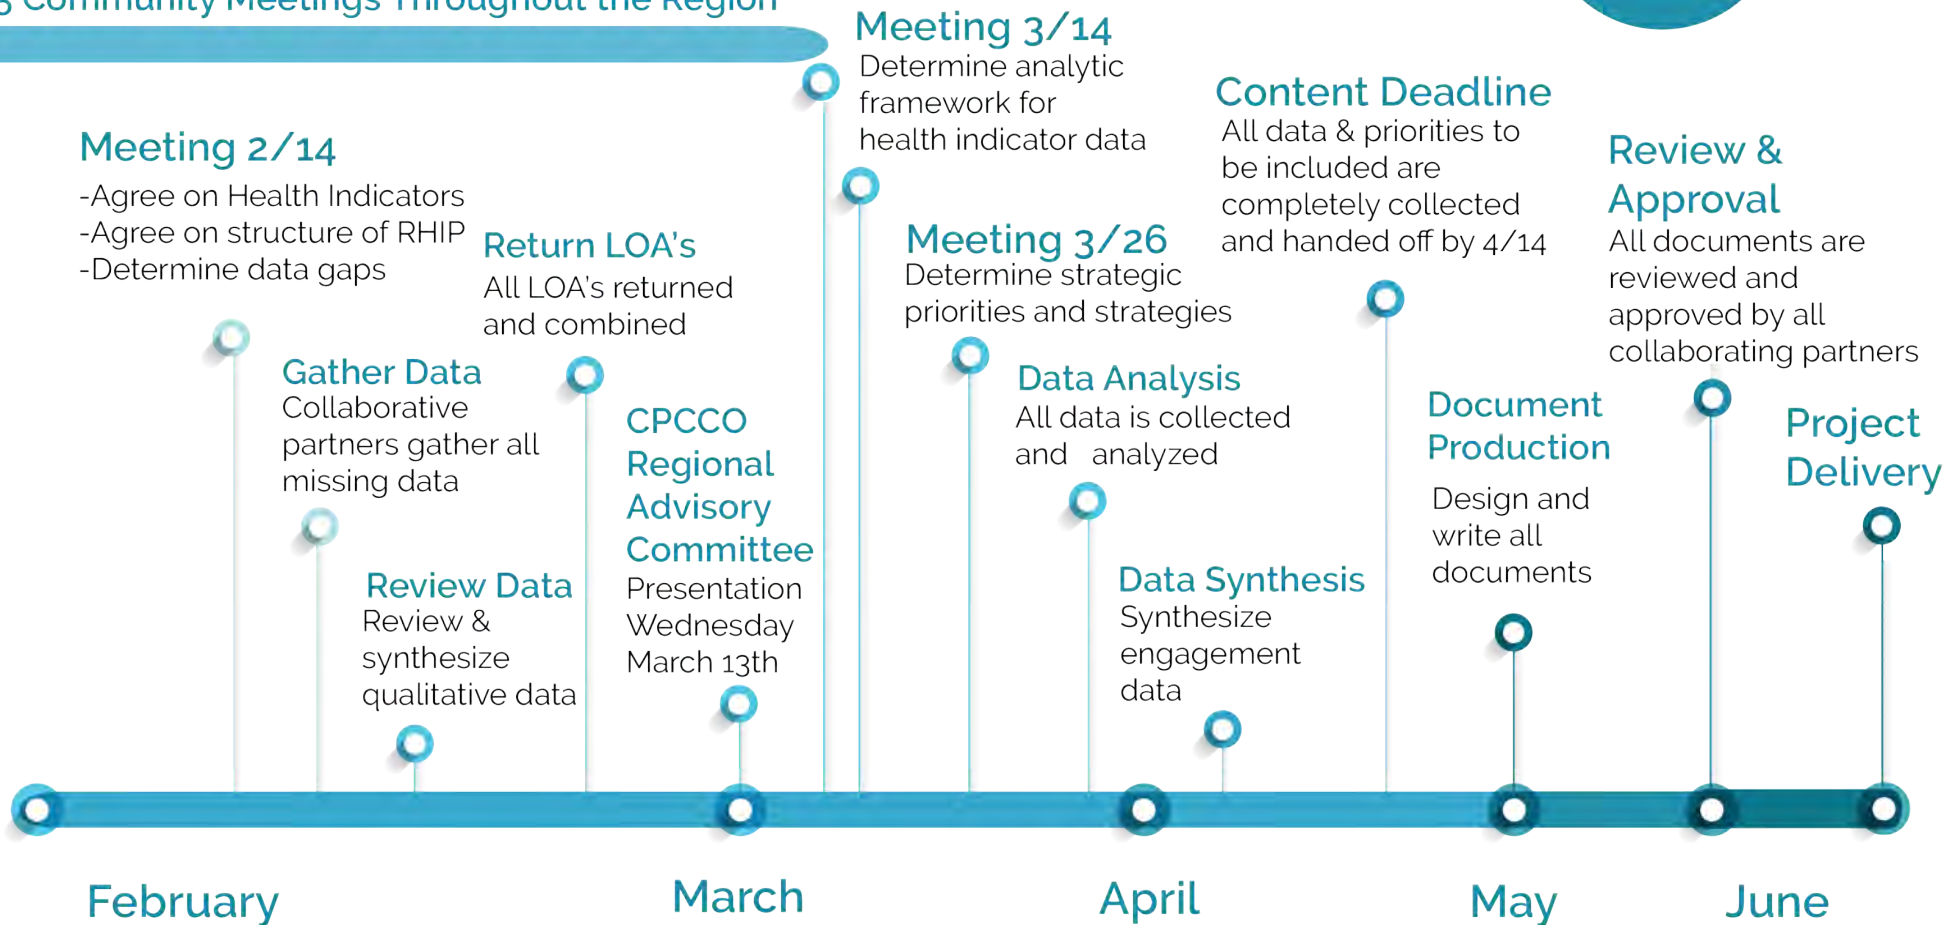 Community Meetings Throughout the Region
Meeting 2/14
-Agree on Health Indicators
-Agree on structure of RHIP
-Determine data gaps
Gather Data
Collaborative
partners gather all
missing data
Review Data
Review &
synthesize
qualitative data
Return LOA's
All LOA's returned
and combined
CPCCO
Regional
Advisory
Committee
Presentation
Wednesday
March 13th
Meeting 3/14
Determine analytic
framework for
health indicator data
Meeting 3/26
Determine strategic
priorities and strategies
Data Analysis
All data is collected
and analyzed
Data Synthesis
Synthesize
engagement
data
Content Deadline
All data & priorities to
be included are
completely collected
and handed off by 4/14
Document
Production
Design and
write all
documents
Review &
Approval
All documents are
reviewed and
approved by all
collaborating partners
Project
Delivery
February
March
April
May
June